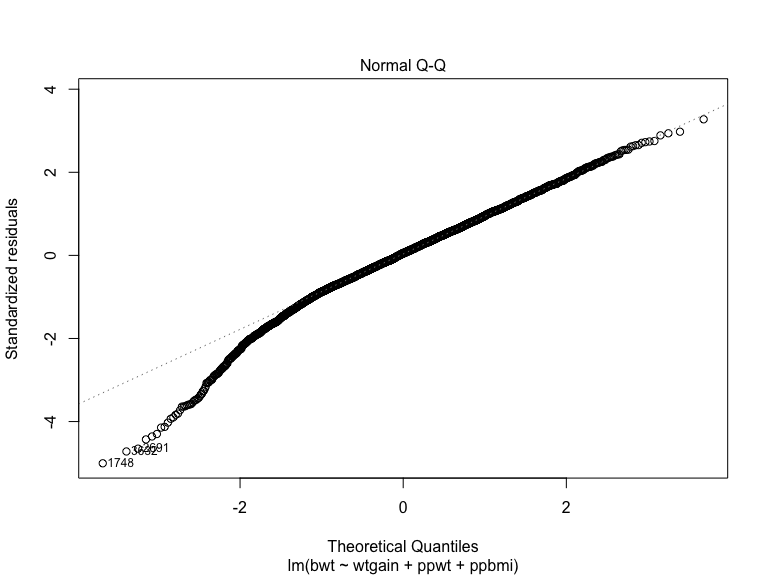 Normal Q-Q
4
2
0
-2
-4
Standardized residuals
1748
-2
0
2
Theoretical Quantiles
lm(bwt ~ wtgain + ppwt + ppbmi)